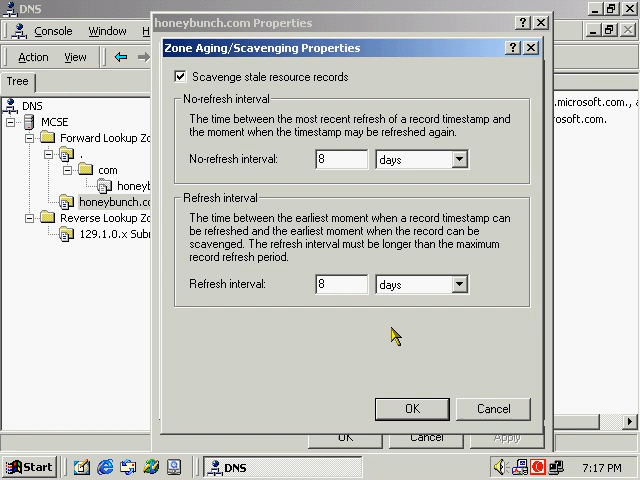 DNS
honeybunch.com Properties
Console
Window
Zone Aging/Scavenging Properties
Action View
Scavenge stale resource records
Tree
No-refresh interval
DNS
The time between the most recent refresh of a record timestamp and
the moment when the timestamp may be refreshed again.
.microsoft.com., a
soft.com.
MCSE
Forward Lookup Zo
No-refresh interval: 8 days
.
com
honeyb
Refresh interval
honeybunch.co
The time between the earliest moment when a record timestamp can
be refreshed and the earliest moment when the record can be
scavenged. The refresh interval must be longer than the maximum
record refresh period.
Reverse Lookup Zo
129.1.0.x Subn
Refresh interval: 8 days
OK Cancel
OK Cancel Apply
Start DNS 7:17 PM